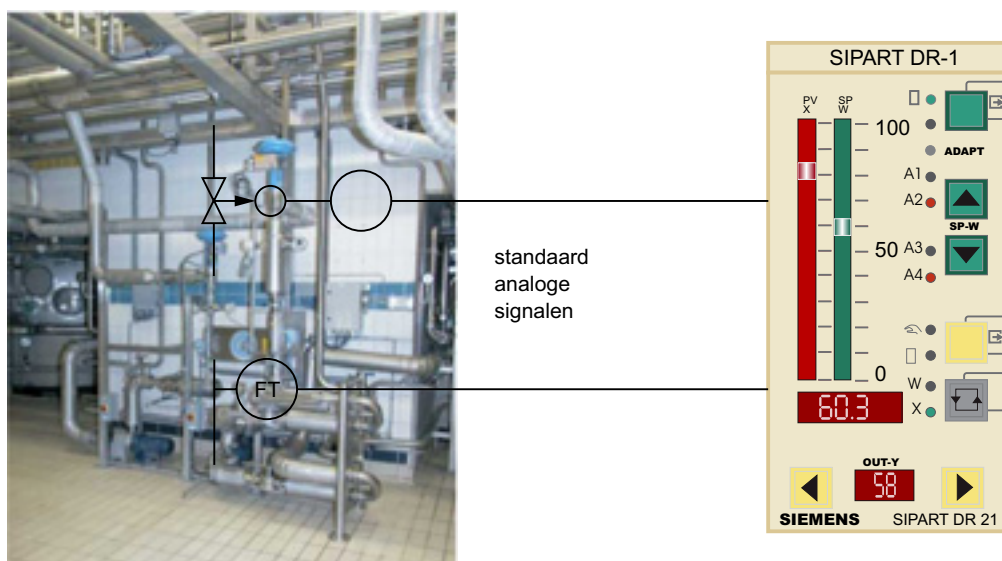 SIPART DR-1
PV
X
SP
W
100
ADAPT
A1
A2
SP-W
50
A3
A4
0
W
X
60.3
standaard
analoge
signalen
FT
OUT-Y
58
SIEMENS
SIPART DR 21